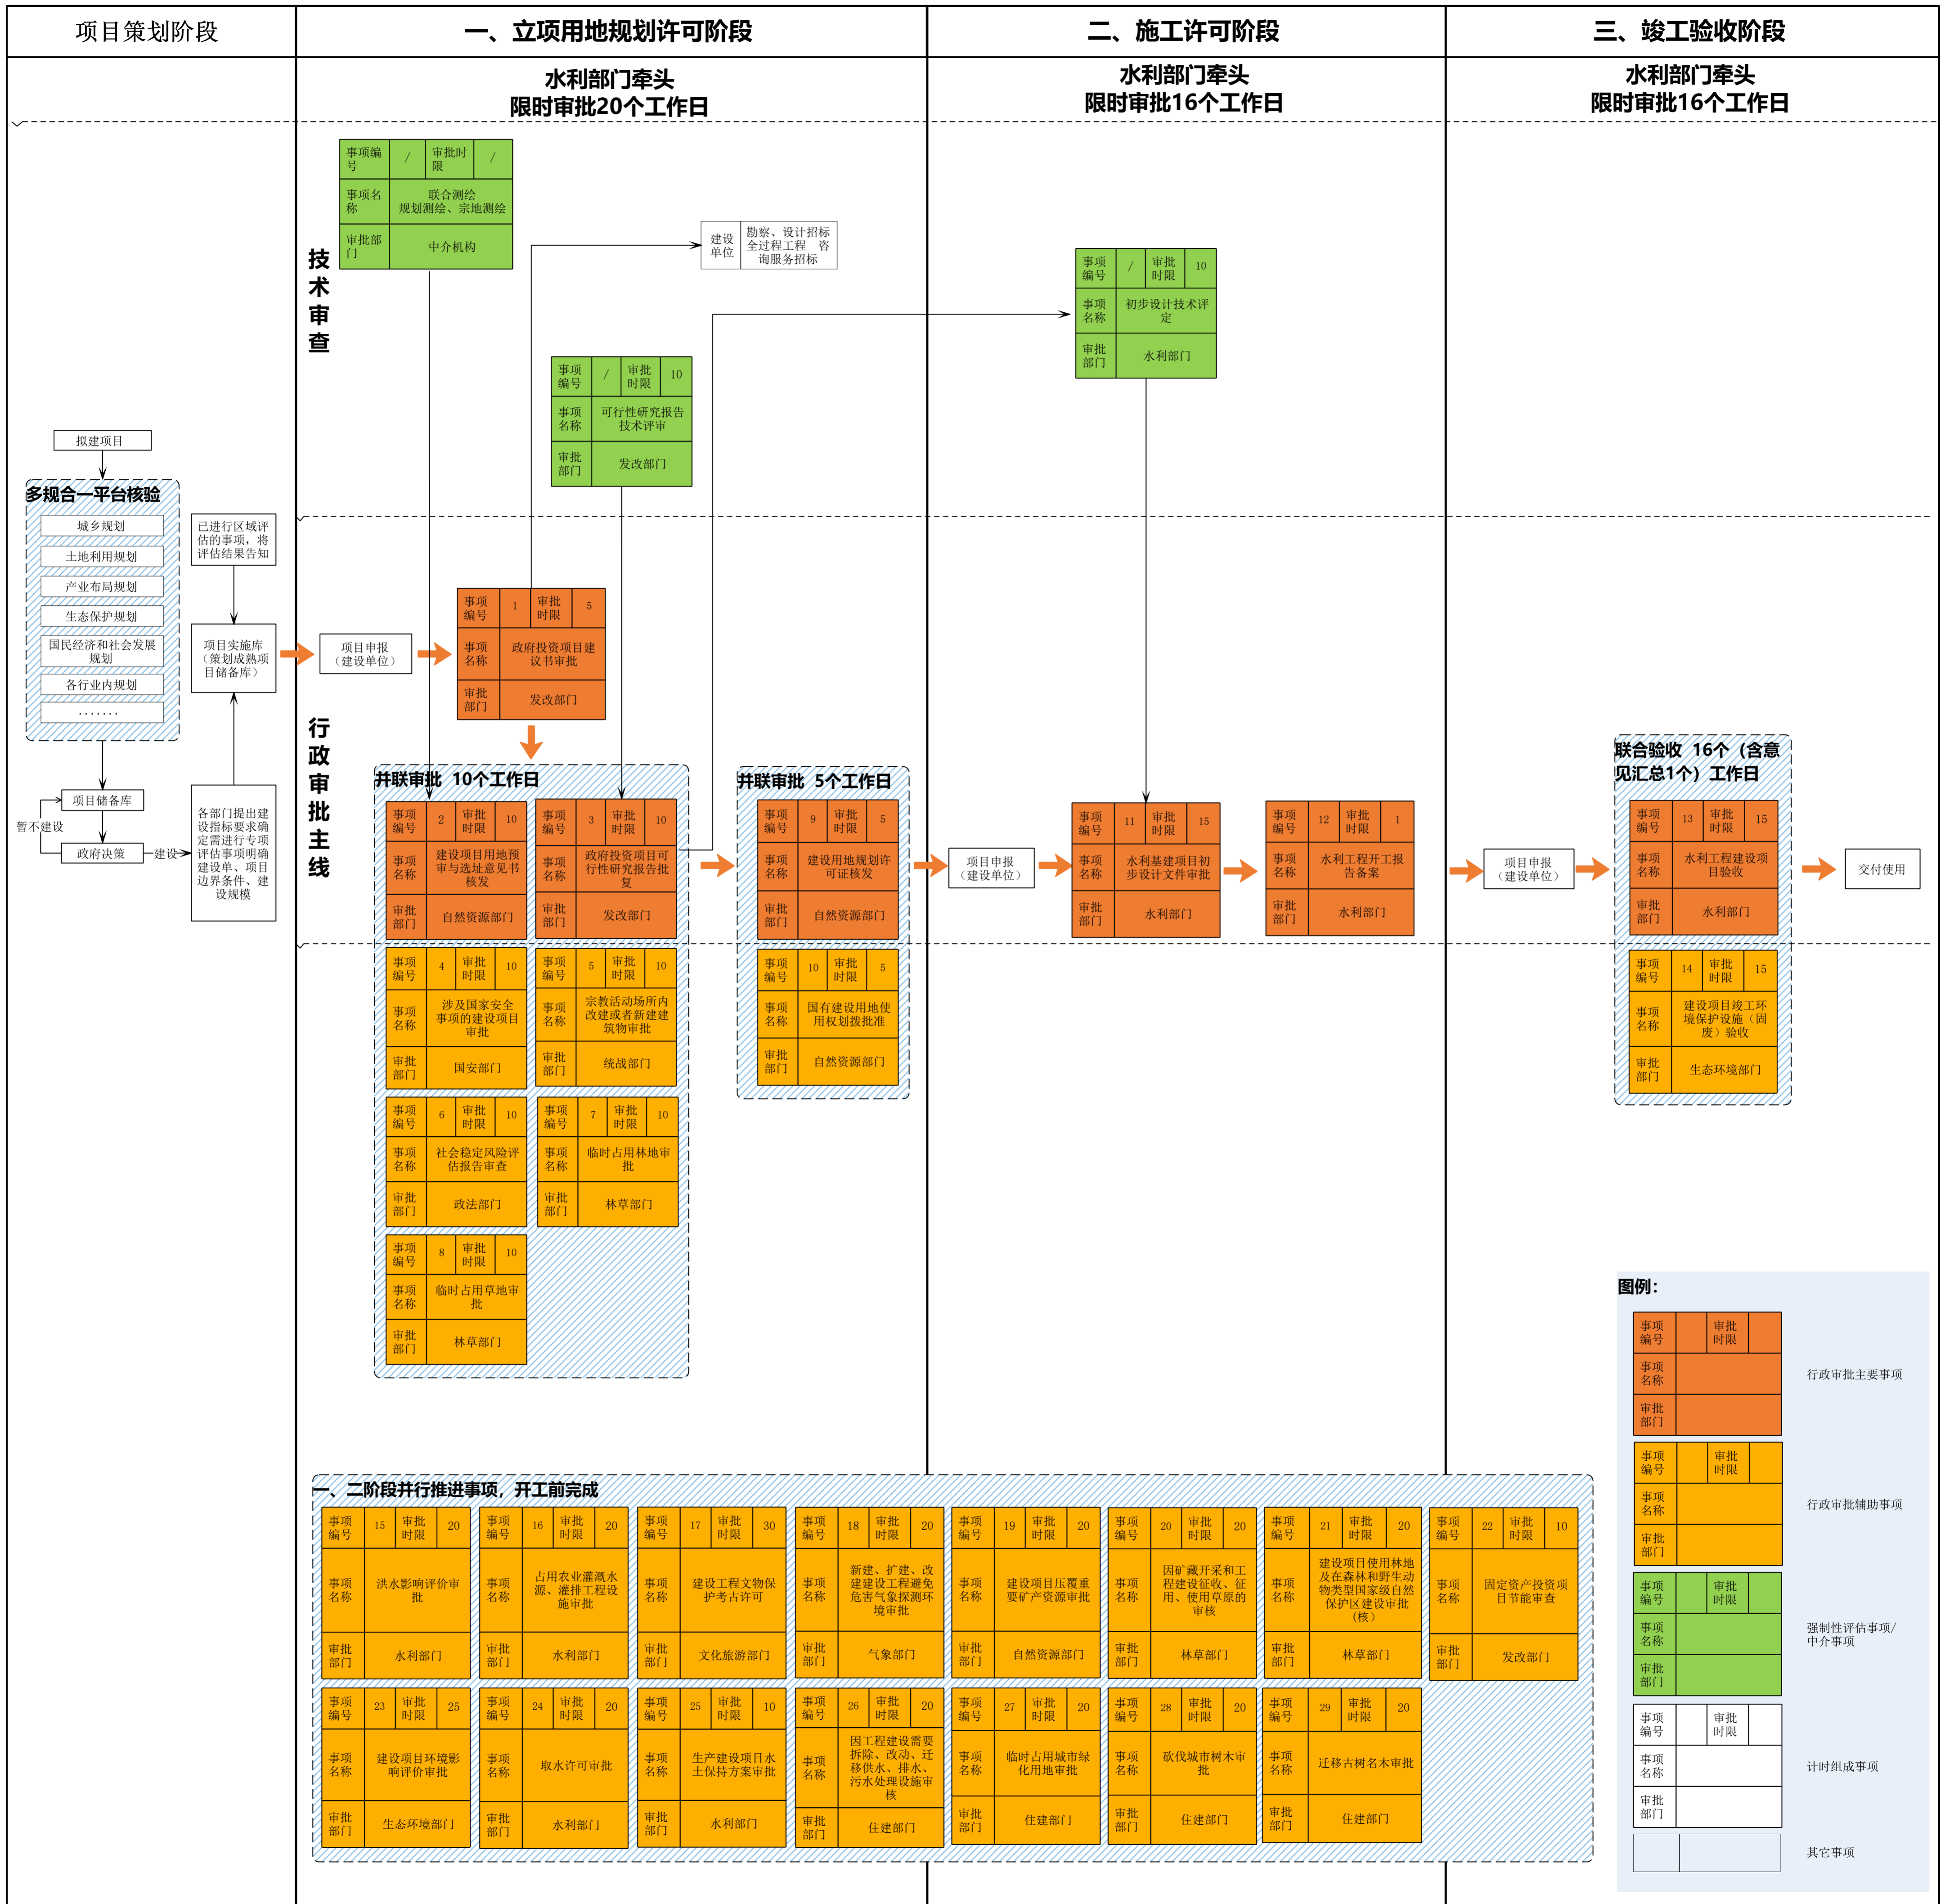 项目策划阶段
一、立项用地规划许可阶段
二、施工许可阶段
三、竣工验收阶段
水利部门牵头
限时审批20个工作日
水利部门牵头
限时审批16个工作日
水利部门牵头
限时审批16个工作日
技
术
审
查
事项编
号
/
审批时
限
/
事项名
称
联合测绘
规划测绘、宗地测绘
审批部
门
中介机构
建设
单位
勘察、设计招标
全过程工程 咨
询服务招标
事项
编号
/
审批
时限
10
事项
名称
可行性研究报告
技术评审
审批
部门
发改部门
事项
编号
/
审批
时限
10
事项
名称
初步设计技术评
定
审批
部门
水利部门
拟建项目
多规合一平台核验
城乡规划
土地利用规划
产业布局规划
生态保护规划
国民经济和社会发展
规划
各行业内规划
.......
项目储备库
暂不建设
政府决策
建设
已进行区域评
估的事项，将
评估结果告知
项目实施库
（策划成熟项
目储备库）
各部门提出建
设指标要求确
定需进行专项
评估事项明确
建设单、项目
边界条件、建
设规模
行
政
审
批
主
线
项目申报
（建设单位）
事项
编号
1
审批
时限
5
事项
名称
政府投资项目建
议书审批
审批
部门
发改部门
并联审批 10个工作日
事项
编号
2
审批
时限
10
事项
名称
建设项目用地预
审与选址意见书
核发
审批
部门
自然资源部门
事项
编号
3
审批
时限
10
事项
名称
政府投资项目可
行性研究报告批
复
审批
部门
发改部门
事项
编号
4
审批
时限
10
事项
名称
涉及国家安全
事项的建设项目
审批
审批
部门
国安部门
事项
编号
5
审批
时限
10
事项
名称
宗教活动场所内
改建或者新建建
筑物审批
审批
部门
统战部门
事项
编号
6
审批
时限
10
事项
名称
社会稳定风险评
估报告审查
审批
部门
政法部门
事项
编号
7
审批
时限
10
事项
名称
临时占用林地审
批
审批
部门
林草部门
事项
编号
8
审批
时限
10
事项
名称
临时占用草地审
批
审批
部门
林草部门
并联审批 5个工作日
事项
编号
9
审批
时限
5
事项
名称
建设用地规划许
可证核发
审批
部门
自然资源部门
事项
编号
10
审批
时限
5
事项
名称
国有建设用地使
用权划拨批准
审批
部门
自然资源部门
项目申报
（建设单位）
事项
编号
11
审批
时限
15
事项
名称
水利基建项目初
步设计文件审批
审批
部门
水利部门
事项
编号
12
审批
时限
1
事项
名称
水利工程开工报
告备案
审批
部门
水利部门
项目申报
（建设单位）
联合验收 16个（含意
见汇总1个）工作日
事项
编号
13
审批
时限
15
事项
名称
水利工程建设项
目验收
审批
部门
水利部门
事项
编号
14
审批
时限
15
事项
名称
建设项目竣工环
境保护设施（固
废）验收
审批
部门
生态环境部门
交付使用
一、二阶段并行推进事项，开工前完成
事项
编号
15
审批
时限
20
事项
名称
洪水影响评价审
批
审批
部门
水利部门
事项
编号
16
审批
时限
20
事项
名称
占用农业灌溉水
源、灌排工程设
施审批
审批
部门
水利部门
事项
编号
17
审批
时限
30
事项
名称
建设工程文物保
护考古许可
审批
部门
文化旅游部门
事项
编号
18
审批
时限
20
事项
名称
新建、扩建、改
建建设工程避免
危害气象探测环
境审批
审批
部门
气象部门
事项
编号
19
审批
时限
20
事项
名称
建设项目压覆重
要矿产资源审批
审批
部门
自然资源部门
事项
编号
20
审批
时限
20
事项
名称
因矿藏开采和工
程建设征收、征
用、使用草原的
审核
审批
部门
林草部门
事项
编号
21
审批
时限
20
事项
名称
建设项目使用林地
及在森林和野生动
物类型国家级自然
保护区建设审批
(核)
审批
部门
林草部门
事项
编号
22
审批
时限
10
事项
名称
固定资产投资项
目节能审查
审批
部门
发改部门
事项
编号
23
审批
时限
25
事项
名称
建设项目环境影
响评价审批
审批
部门
生态环境部门
事项
编号
24
审批
时限
20
事项
名称
取水许可审批
审批
部门
水利部门
事项
编号
25
审批
时限
10
事项
名称
生产建设项目水
土保持方案审批
审批
部门
水利部门
事项
编号
26
审批
时限
20
事项
名称
因工程建设需要
拆除、改动、迁
移供水、排水、
污水处理设施审
核
审批
部门
住建部门
事项
编号
27
审批
时限
20
事项
名称
临时占用城市绿
化用地审批
审批
部门
住建部门
事项
编号
28
审批
时限
20
事项
名称
砍伐城市树木审
批
审批
部门
住建部门
事项
编号
29
审批
时限
20
事项
名称
迁移古树名木审批
审批
部门
住建部门
图例：
事项
编号
审批
时限
事项
名称
审批
部门
行政审批主要事项
事项
编号
审批
时限
事项
名称
审批
部门
行政审批辅助事项
事项
编号
审批
时限
事项
名称
审批
部门
强制性评估事项/
中介事项
事项
编号
审批
时限
事项
名称
审批
部门
计时组成事项
其它事项